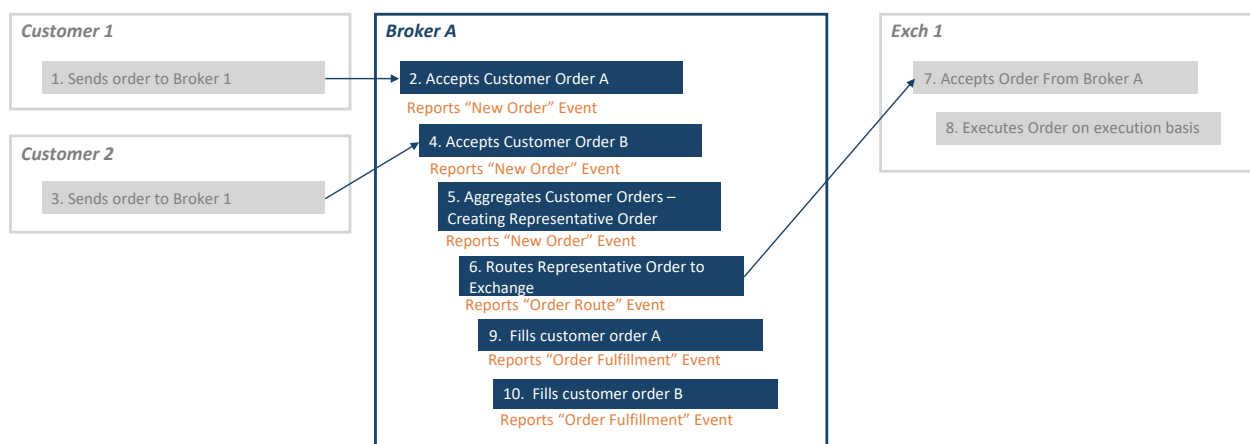 Customer 1
1. Sends order to Broker 1
Customer 2
3. Sends order to Broker 1
Broker A
2. Accepts Customer Order A
Reports “New Order” Event
4. Accepts Customer Order B
Reports “New Order” Event
5. Aggregates Customer Orders –
Creating Representative Order
Reports “New Order” Event
6. Routes Representative Order to
Exchange
Reports “Order Route” Event
9. Fills customer order A
Reports “Order Fulfillment” Event
10. Fills customer order B
Reports “Order Fulfillment” Event
Exch 1
7. Accepts Order From Broker A
8. Executes Order on execution basis